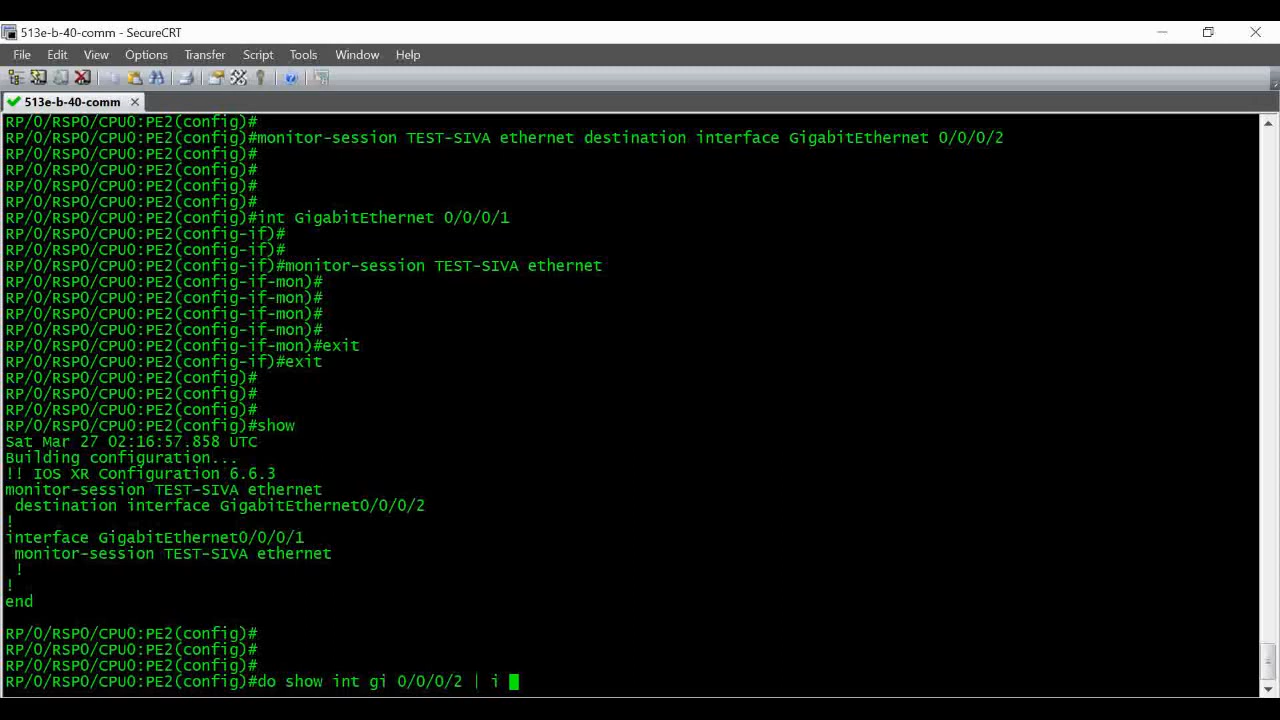 513e-b-40-comm - SecureCRT
File Edit View Options Transfer Script Tools Window Help
513e-b-40-comm
RP/0/RSP0/CPU0:PE2(config)#
RP/0/RSP0/CPU0:PE2(config)#monitor-session TEST-SIVA ethernet destination interface GigabitEthernet 0/0/0/2
RP/0/RSP0/CPU0:PE2(config)#
RP/0/RSP0/CPU0:PE2(config)#
RP/0/RSP0/CPU0:PE2(config)#
RP/0/RSP0/CPU0:PE2(config)#
RP/0/RSP0/CPU0:PE2(config)#int GigabitEthernet 0/0/0/1
RP/0/RSP0/CPU0:PE2(config-if)#
RP/0/RSP0/CPU0:PE2(config-if)#
RP/0/RSP0/CPU0:PE2(config-if)#monitor-session TEST-SIVA ethernet
RP/0/RSP0/CPU0:PE2(config-if-mon)#
RP/0/RSP0/CPU0:PE2(config-if-mon)#
RP/0/RSP0/CPU0:PE2(config-if-mon)#
RP/0/RSP0/CPU0:PE2(config-if-mon)#
RP/0/RSP0/CPU0:PE2(config-if-mon)#exit
RP/0/RSP0/CPU0:PE2(config-if)#exit
RP/0/RSP0/CPU0:PE2(config)#
RP/0/RSP0/CPU0:PE2(config)#
RP/0/RSP0/CPU0:PE2(config)#
RP/0/RSP0/CPU0:PE2(config)#show
Sat Mar 27 02:16:57.858 UTC
Building configuration...
!! IOS XR Configuration 6.6.3
monitor-session TEST-SIVA ethernet
 destination interface GigabitEthernet0/0/0/2
!
interface GigabitEthernet0/0/0/1
 monitor-session TEST-SIVA ethernet
 !
!
end
RP/0/RSP0/CPU0:PE2(config)#
RP/0/RSP0/CPU0:PE2(config)#
RP/0/RSP0/CPU0:PE2(config)#
RP/0/RSP0/CPU0:PE2(config)#do show int gi 0/0/0/2 | i